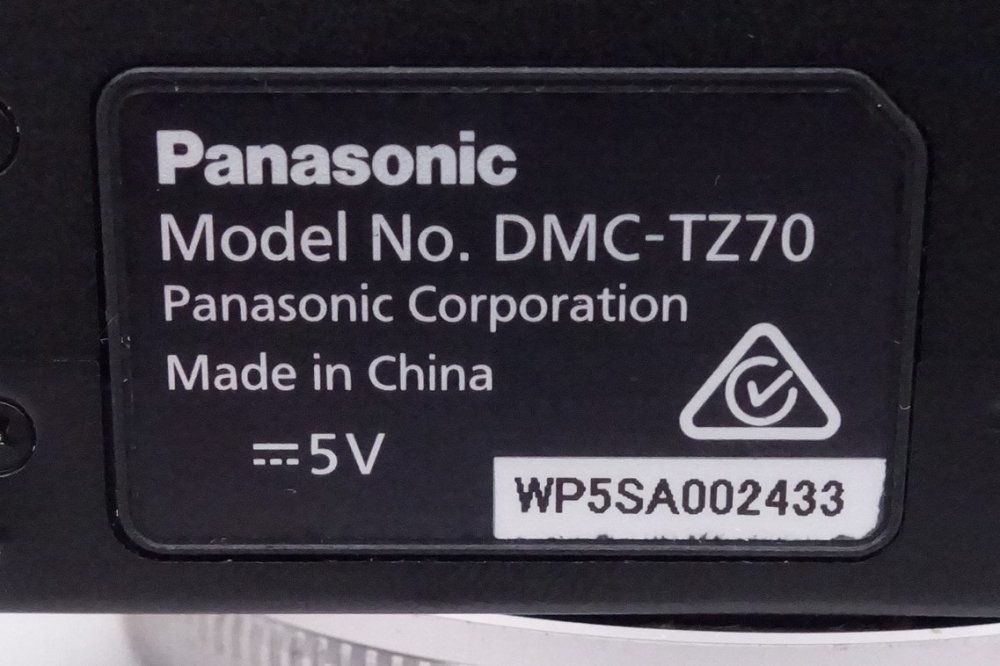 Panasonic
Model No. DMC-TZ70
Panasonic Corporation
Made in China
⎓5V
WP5SA002433